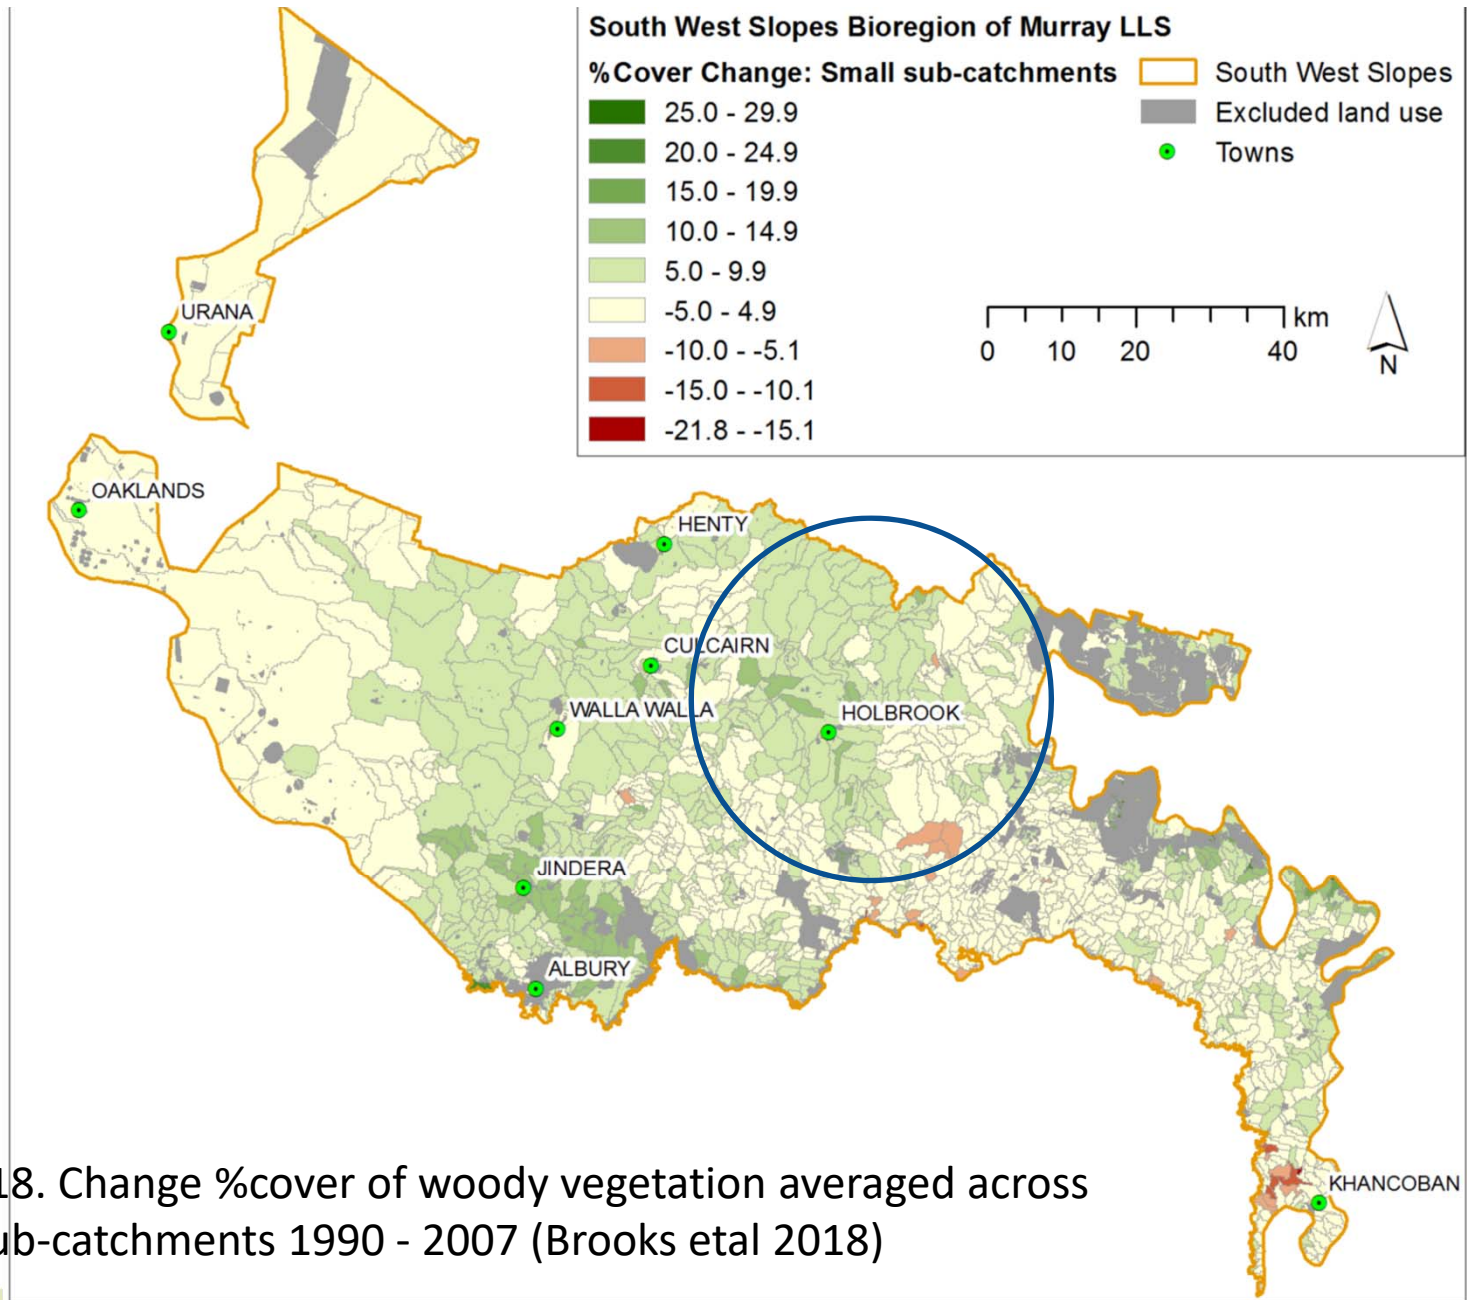 South West Slopes Bioregion of Murray LLS
%Cover Change: Small sub-catchments
25.0 - 29.9
20.0 - 24.9
15.0 - 19.9
10.0 - 14.9
5.0 - 9.9
-5.0 - 4.9
-10.0 - -5.1
-15.0 - -10.1
-21.8 - -15.1
South West Slopes
Excluded land use
Towns
km
0 10 20 40
N
URANA
OAKLANDS
HENTY
CULCAIRN
WALLA WALLA
HOLBROOK
JINDERA
ALBURY
KHANCOBAN
18. Change %cover of woody vegetation averaged across
ub-catchments 1990 - 2007 (Brooks etal 2018)